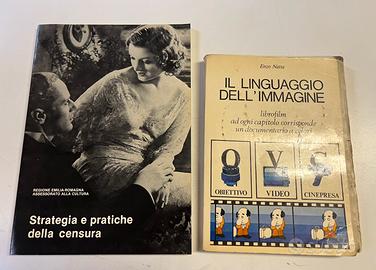 REGIONE EMILIA-ROMAGNA
ASSESSORATO ALLA CULTURA
Strategia e pratiche
della censura
Enzo Natta
IL LINGUAGGIO
DELL'IMMAGINE
librofilm
ad ogni capitolo corrisponde
un documentario a colori
OBIETTIVO
VIDEO
CINEPRESA